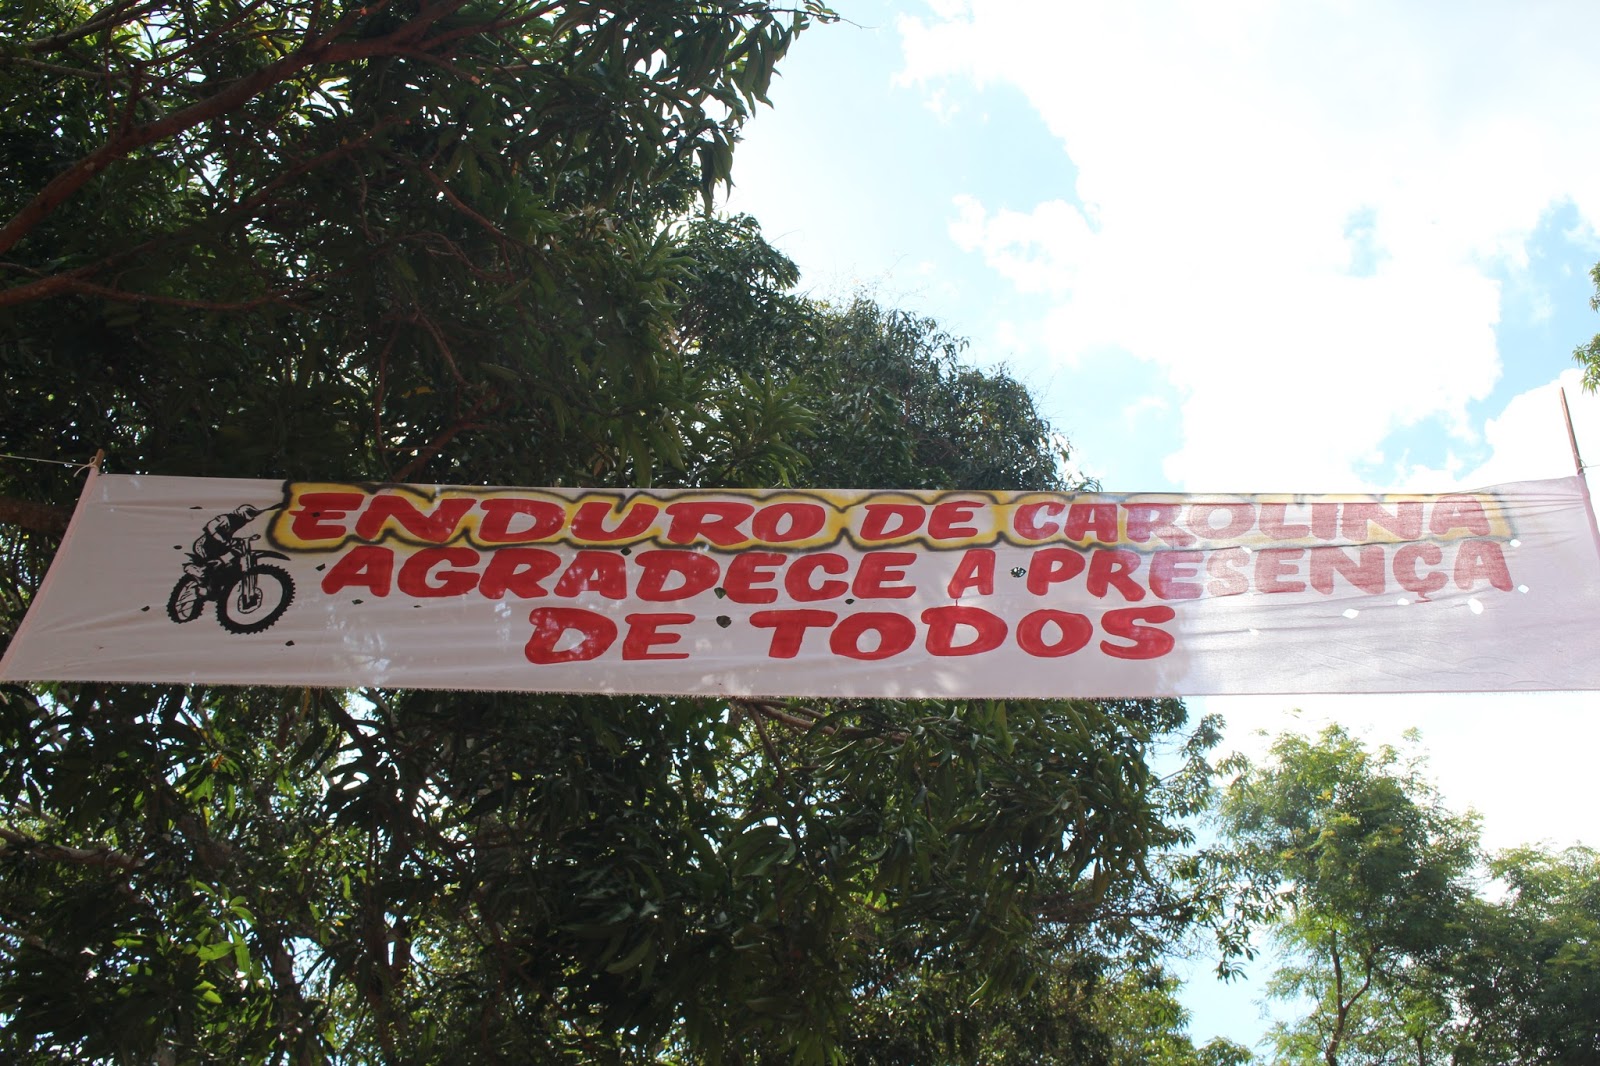 ENDURO DE CAROLINA
AGRADECE A PRESENÇA
DE TODOS